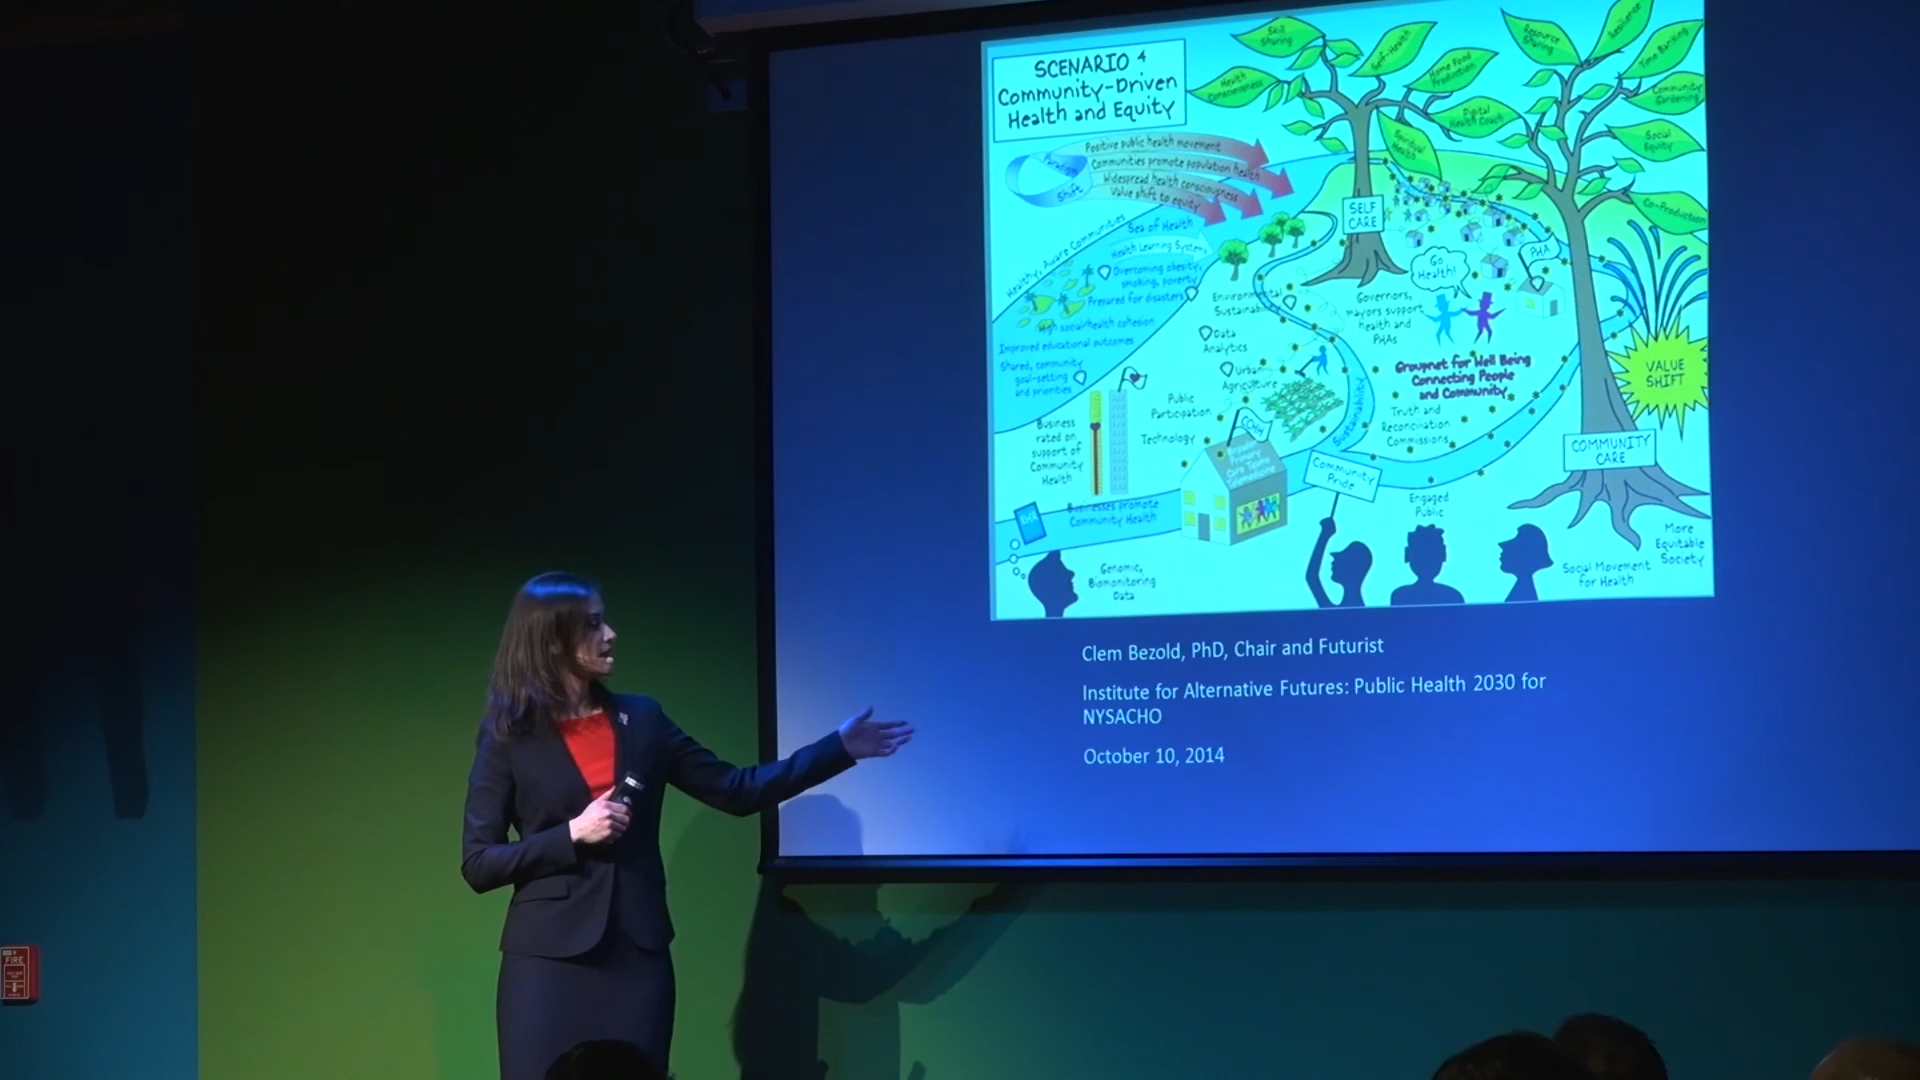 SCENARIO 4
Community-Driven
Health and Equity
Positive public health movement
Communities promote population health
Widespread health consciousness
Value shift to equity
Paradigm
Shift
Healthy, Aware Communities
Sea of Health
Health Learning Systems
Overcoming obesity,
smoking, poverty
Prepared for disasters
High social/health cohesion
Improved educational outcomes
Shared, community
goal-setting
and priorities
Business
rated on
support of
Community
Health
Businesses promote
Community Health
Genomic,
Biomonitoring
Data
Environmental
Sustainability
Data
Analytics
Urban
Agriculture
Public
Participation
Technology
CCHH
Sustainability
Community
Pride
Engaged
Public
Skill
Sharing
Self-Health
Health
Consciousness
Home Food
Production
Digital
Health Coach
Spiritual
Health
SELF
CARE
Go
Health!
PHA
Governors,
mayors support
health and
PHAs
Groupnet for Well Being
Connecting People
and Community
Truth and
Reconciliation
Commissions
Resource
Sharing
Resilience
Time Banking
Community
Gardening
Social
Equity
Co-Production
VALUE
SHIFT
COMMUNITY
CARE
More
Equitable
Society
Social Movement
for Health
Clem Bezold, PhD, Chair and Futurist
Institute for Alternative Futures: Public Health 2030 for
NYSACHO
October 10, 2014
FIRE